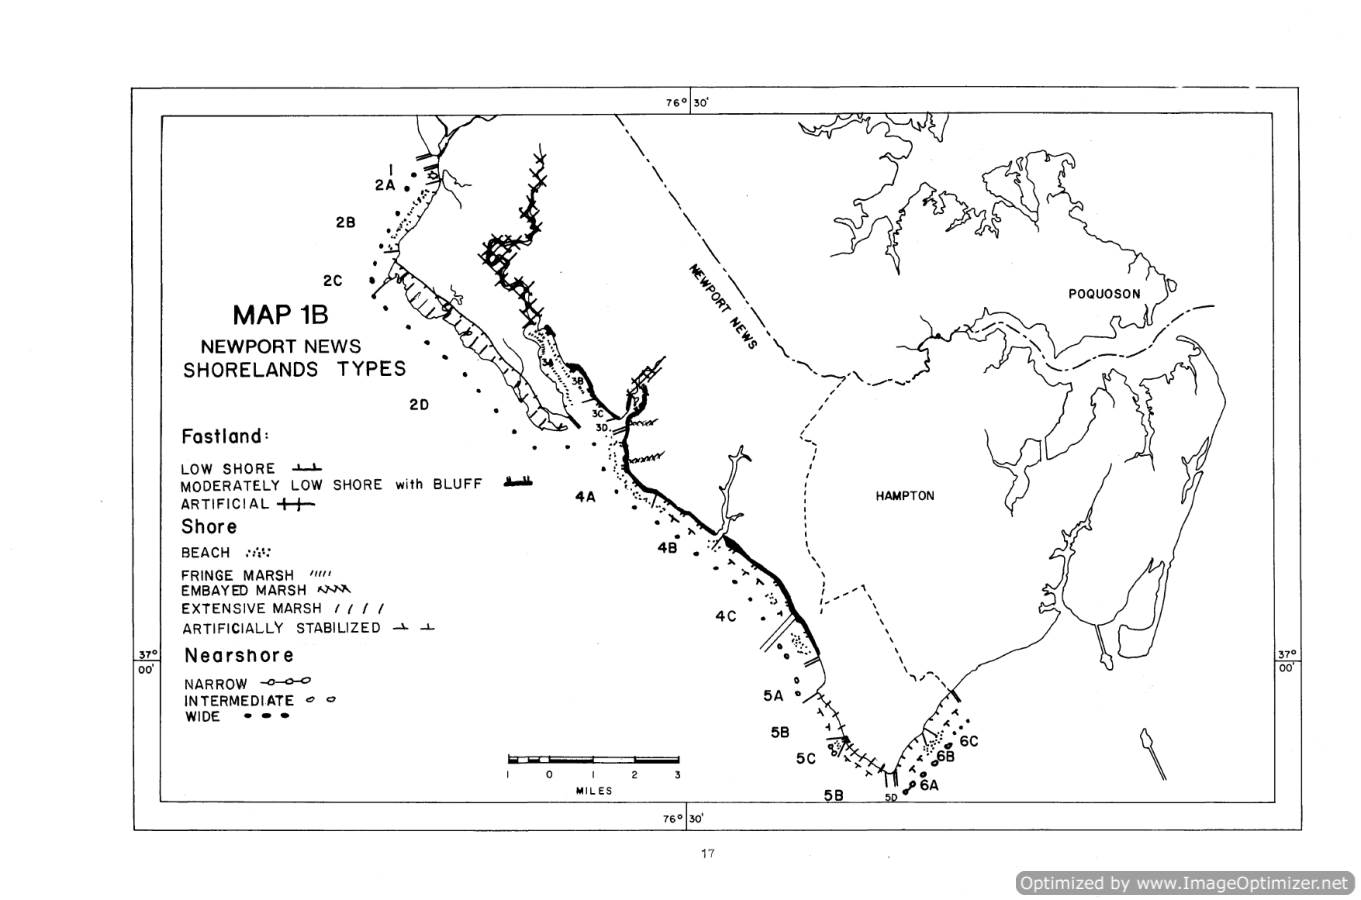 76° 30'
1
2A
2B
2C
MAP 1B
NEWPORT NEWS
SHORELANDS TYPES
2D
Fastland:
LOW SHORE
MODERATELY LOW SHORE with BLUFF
ARTIFICIAL
Shore
BEACH
FRINGE MARSH
EMBAYED MARSH
EXTENSIVE MARSH
ARTIFICIALLY STABILIZED
Nearshore
NARROW
INTERMEDIATE
WIDE
37°
00'
NEWPORT NEWS
POQUOSON
HAMPTON
3A
3B
3C
3D
4A
4B
4C
5A
5B
5C
5B
5D
6A
6B
6C
37°
00'
1 0 1 2 3
MILES
76° 30'
17
Optimized by www.ImageOptimizer.net